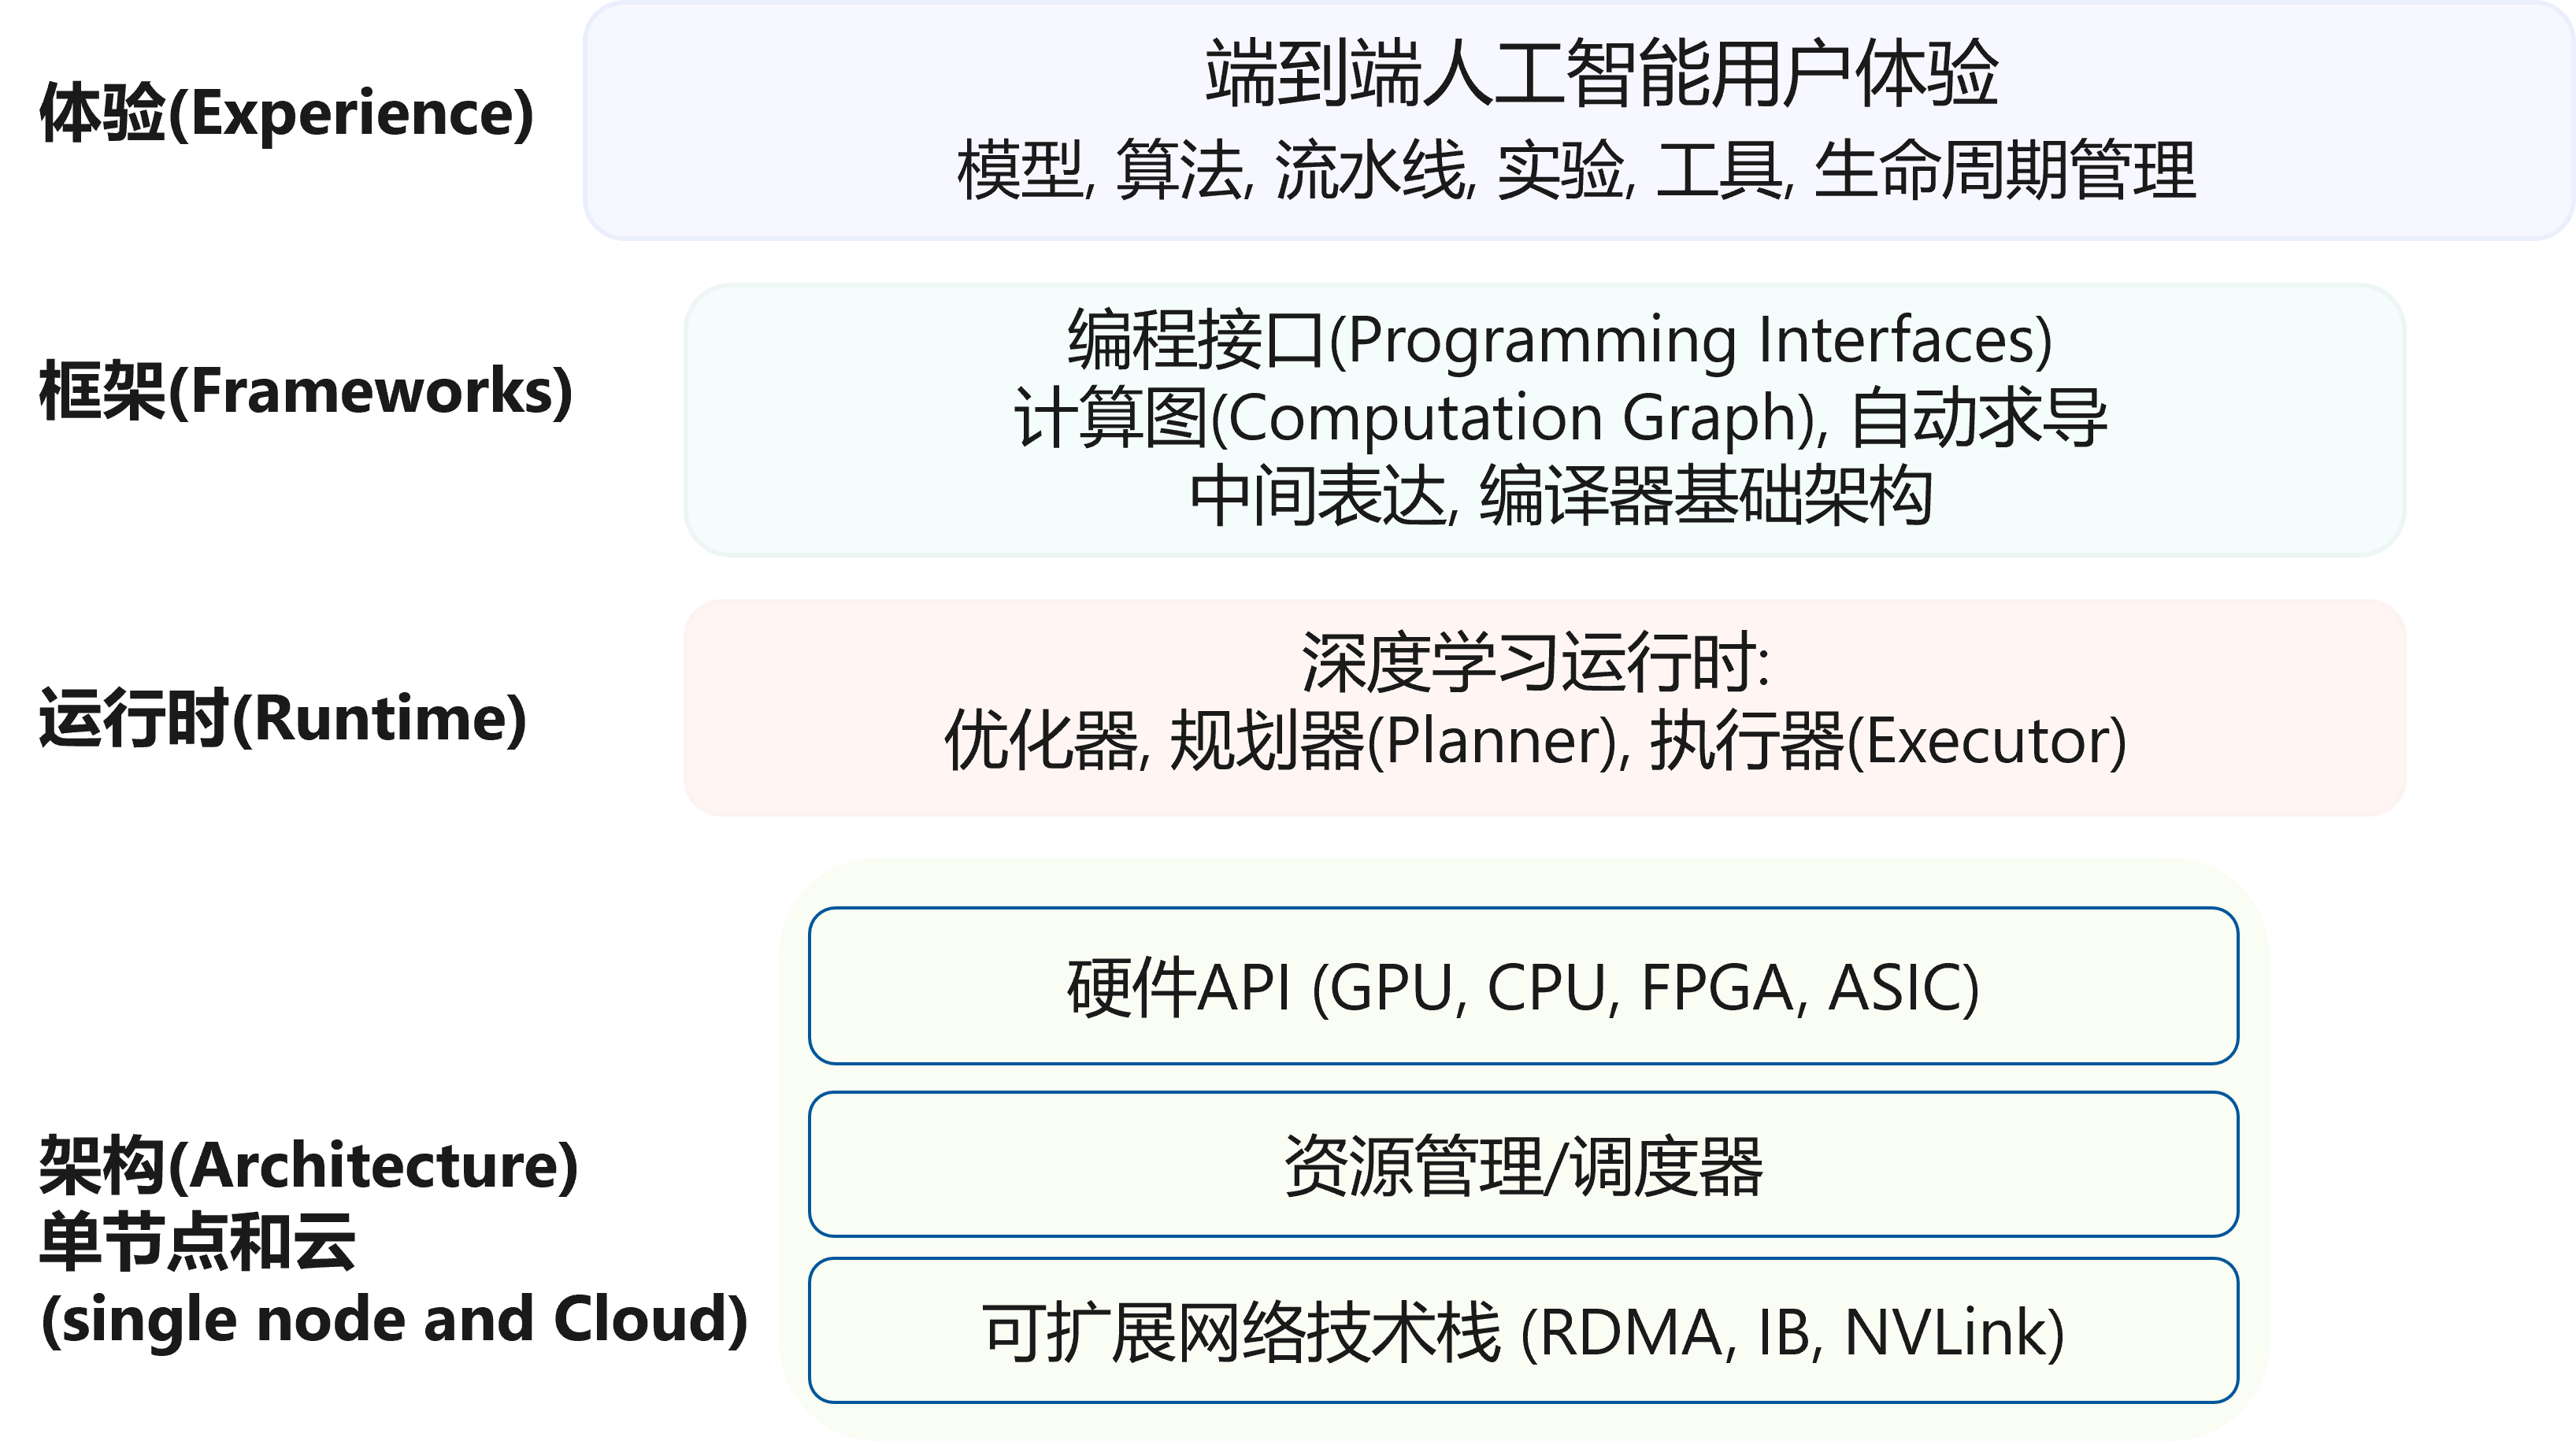 体验(Experience)
端到端人工智能用户体验
模型, 算法, 流水线, 实验, 工具, 生命周期管理
框架(Frameworks)
编程接口(Programming Interfaces)
计算图(Computation Graph), 自动求导
中间表达, 编译器基础架构
运行时(Runtime)
深度学习运行时:
优化器, 规划器(Planner), 执行器(Executor)
架构(Architecture)
单节点和云
(single node and Cloud)
硬件API (GPU, CPU, FPGA, ASIC)
资源管理/调度器
可扩展网络技术栈 (RDMA, IB, NVLink)